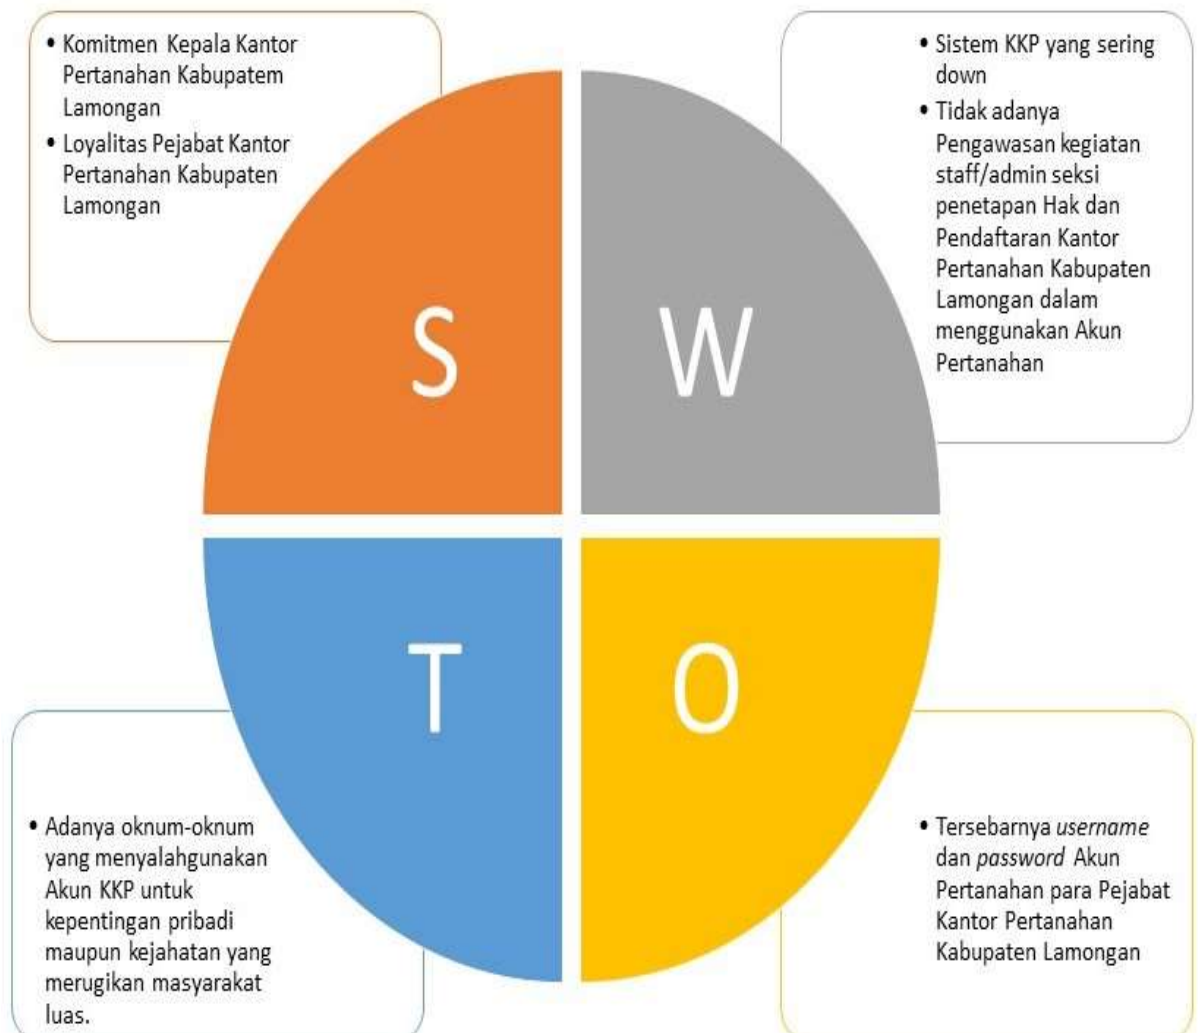 • Komitmen Kepala Kantor
Pertanahan Kabupatem
Lamongan
• Loyalitas Pejabat Kantor
Pertanahan Kabupaten
Lamongan
• Sistem KKP yang sering
down
• Tidak adanya
Pengawasan kegiatan
staff/admin seksi
penetapan Hak dan
Pendaftaran Kantor
Pertanahan Kabupaten
Lamongan dalam
menggunakan Akun
Pertanahan
S
W
T
O
• Adanya oknum-oknum
yang menyalahgunakan
Akun KKP untuk
kepentingan pribadi
maupun kejahatan yang
merugikan masyarakat
luas.
• Tersebarnya username
dan password Akun
Pertanahan para Pejabat
Kantor Pertanahan
Kabupaten Lamongan